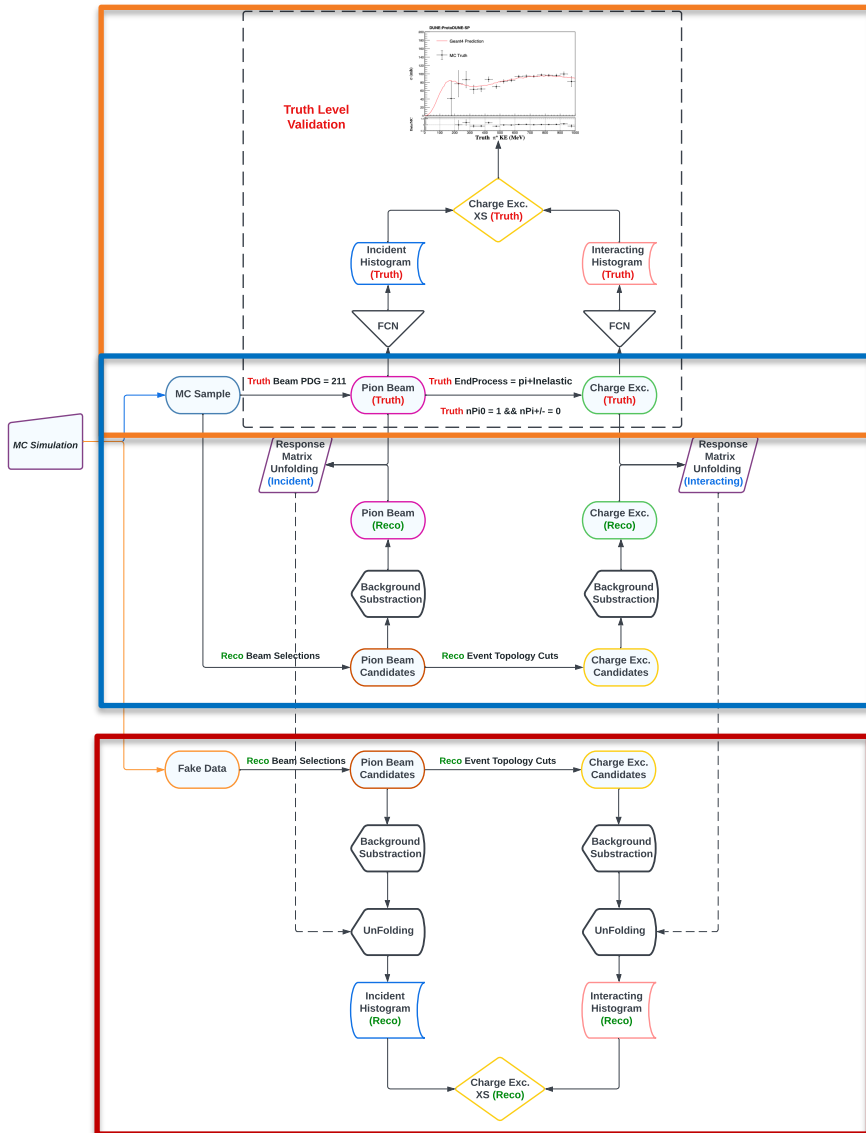 DUNE:ProtoDUNE-SP
Geant4 Prediction
MC Truth
Truth Level
Validation
Truth π⁺ KE (MeV)
Charge Exc.
XS (Truth)
Incident
Histogram
(Truth)
Interacting
Histogram
(Truth)
FCN
FCN
MC Simulation
MC Sample
Truth Beam PDG = 211
Pion Beam
(Truth)
Truth EndProcess = pi+Inelastic
Truth nPi0 = 1 && nPi+/- = 0
Charge Exc.
(Truth)
Response
Matrix
Unfolding
(Incident)
Response
Matrix
Unfolding
(Interacting)
Pion Beam
(Reco)
Charge Exc.
(Reco)
Background
Substraction
Background
Substraction
Reco Beam Selections
Pion Beam
Candidates
Reco Event Topology Cuts
Charge Exc.
Candidates
Fake Data
Reco Beam Selections
Pion Beam
Candidates
Reco Event Topology Cuts
Charge Exc.
Candidates
Background
Substraction
Background
Substraction
UnFolding
UnFolding
Incident
Histogram
(Reco)
Interacting
Histogram
(Reco)
Charge Exc.
XS (Reco)